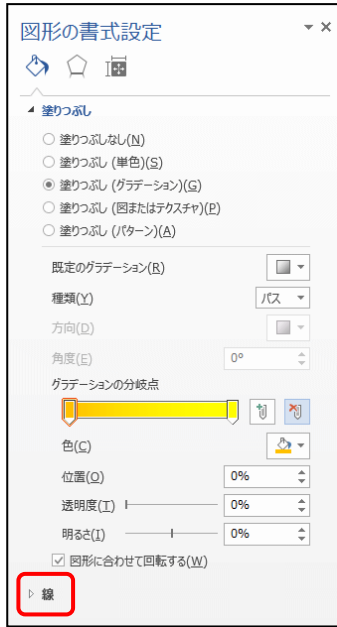 図形の書式設定
塗りつぶし
塗りつぶしなし(N)
塗りつぶし (単色)(S)
塗りつぶし (グラデーション)(G)
塗りつぶし (図またはテクスチャ)(P)
塗りつぶし (パターン)(A)
既定のグラデーション(R)
種類(Y) パス
方向(D)
角度(E) 0°
グラデーションの分岐点
色(C)
位置(O) 0%
透明度(T) 0%
明るさ(I) 0%
図形に合わせて回転する(W)
線